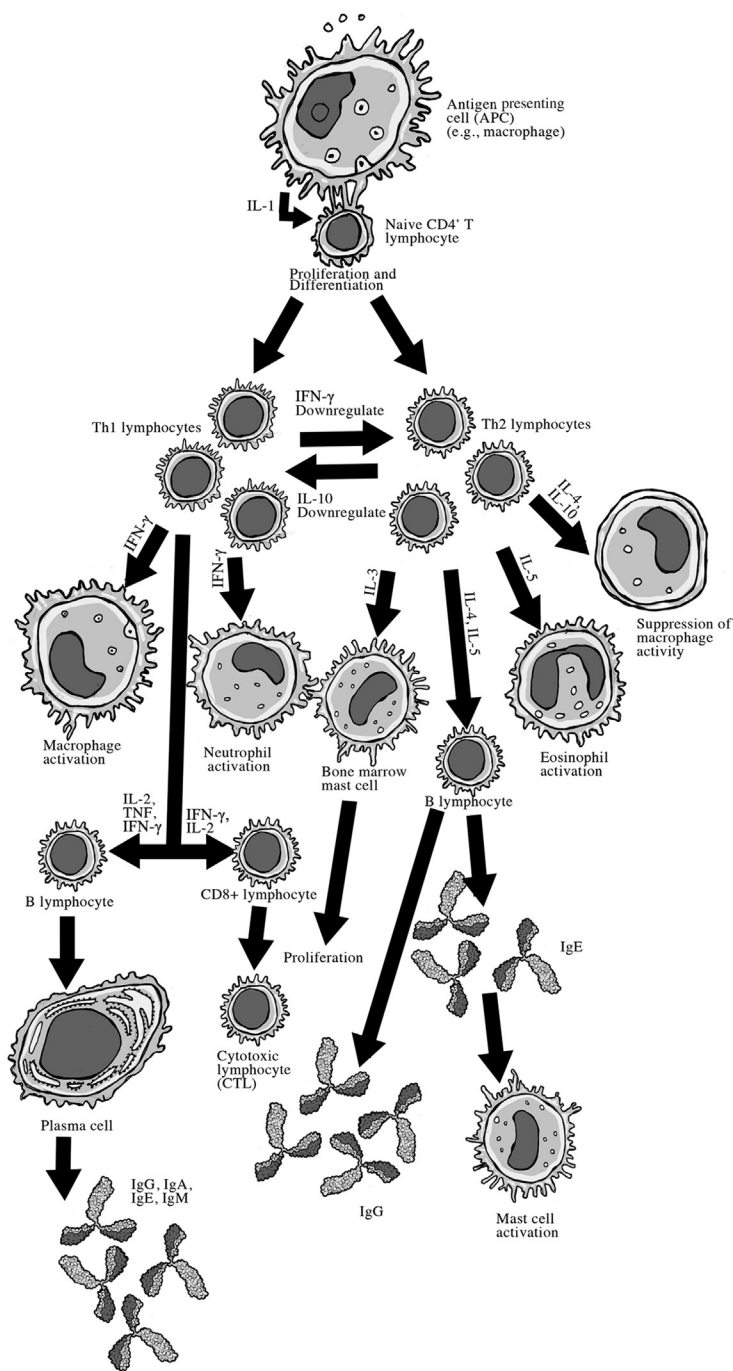 Antigen presenting
cell (APC)
(e.g., macrophage)
IL-1
Naive CD4⁺ T
lymphocyte
Proliferation and
Differentiation
IFN-γ
Downregulate
Th1 lymphocytes
Th2 lymphocytes
IL-10
Downregulate
IFN-γ
IFN-γ
IL-3
IL-4, IL-5
IL-5
IL-4,
IL-10
Suppression of
macrophage
activity
Macrophage
activation
Neutrophil
activation
Bone marrow
mast cell
Eosinophil
activation
B lymphocyte
IL-2,
TNF,
IFN-γ
IFN-γ,
IL-2
B lymphocyte
CD8+ lymphocyte
Proliferation
IgE
Cytotoxic
lymphocyte
(CTL)
Plasma cell
IgG, IgA,
IgE, IgM
IgG
Mast cell
activation